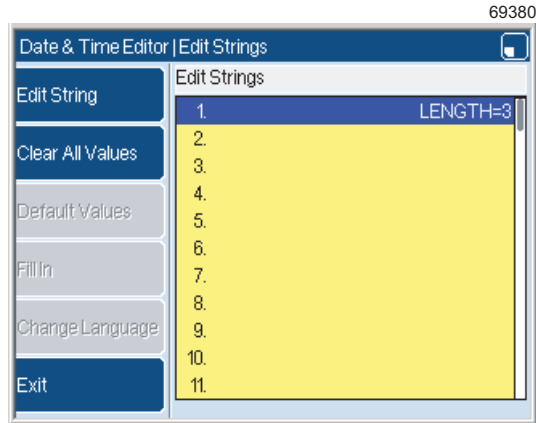 69380
Date & Time Editor | Edit Strings
Edit String
Clear All Values
Default Values
Fill In
Change Language
Exit
Edit Strings
1. LENGTH=3
2.
3.
4.
5.
6.
7.
8.
9.
10.
11.